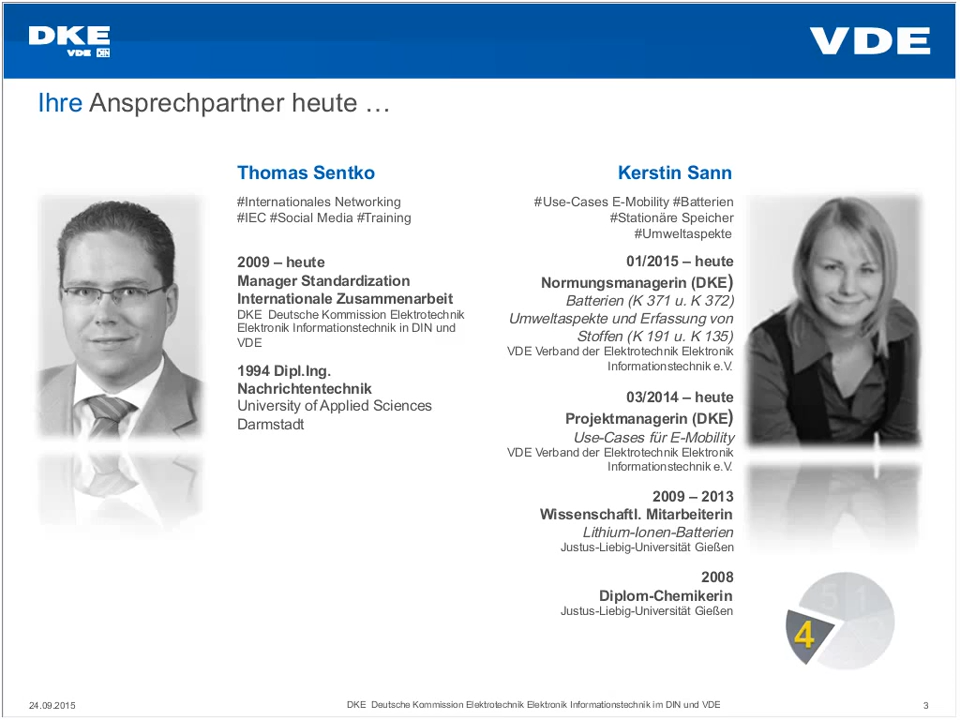 DKE
VDE DIN
VDE
Ihre Ansprechpartner heute …
Thomas Sentko
#Internationales Networking
#IEC #Social Media #Training
2009 – heute
Manager Standardization
Internationale Zusammenarbeit
DKE Deutsche Kommission Elektrotechnik
Elektronik Informationstechnik in DIN und
VDE
1994 Dipl.Ing.
Nachrichtentechnik
University of Applied Sciences
Darmstadt
Kerstin Sann
#Use-Cases E-Mobility #Batterien
#Stationäre Speicher
#Umweltaspekte
01/2015 – heute
Normungsmanagerin (DKE)
Batterien (K 371 u. K 372)
Umweltaspekte und Erfassung von
Stoffen (K 191 u. K 135)
VDE Verband der Elektrotechnik Elektronik
Informationstechnik e.V.
03/2014 – heute
Projektmanagerin (DKE)
Use-Cases für E-Mobility
VDE Verband der Elektrotechnik Elektronik
Informationstechnik e.V.
2009 – 2013
Wissenschaftl. Mitarbeiterin
Lithium-Ionen-Batterien
Justus-Liebig-Universität Gießen
2008
Diplom-Chemikerin
Justus-Liebig-Universität Gießen
5 1
4
24.09.2015
DKE Deutsche Kommission Elektrotechnik Elektronik Informationstechnik im DIN und VDE
3